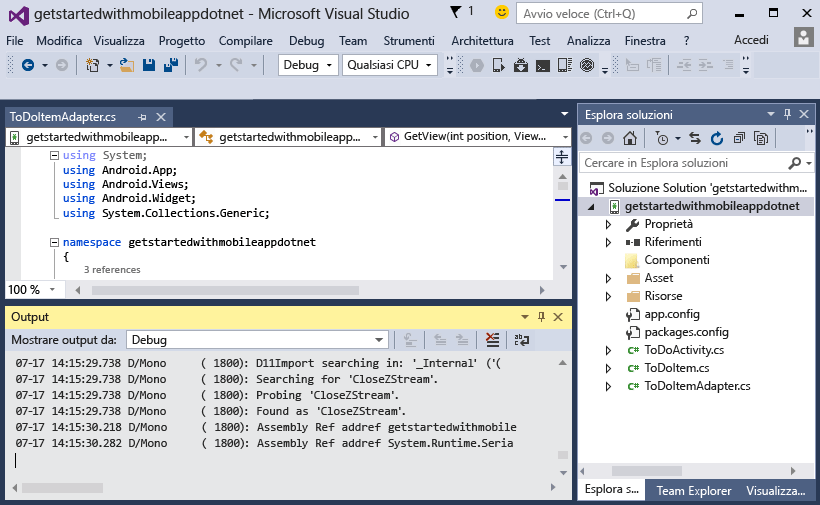 getstartedwithmobileappdotnet - Microsoft Visual Studio
1
Avvio veloce (Ctrl+Q)
File Modifica Visualizza Progetto Compilare Debug Team Strumenti Architettura Test Analizza Finestra ? Accedi
Debug Qualsiasi CPU
ToDoItemAdapter.cs
getstartedwithmobileapp... getstartedwithmobileapp... GetView(int position, View...
using System;
using Android.App;
using Android.Views;
using Android.Widget;
using System.Collections.Generic;
namespace getstartedwithmobileappdotnet
{
3 references
100 %
Output
Mostrare output da: Debug
07-17 14:15:29.738 D/Mono ( 1800): D11Import searching in: '_Internal' ('(
07-17 14:15:29.738 D/Mono ( 1800): Searching for 'CloseZStream'.
07-17 14:15:29.738 D/Mono ( 1800): Probing 'CloseZStream'.
07-17 14:15:29.738 D/Mono ( 1800): Found as 'CloseZStream'.
07-17 14:15:30.218 D/Mono ( 1800): Assembly Ref addref getstartedwithmobile
07-17 14:15:30.282 D/Mono ( 1800): Assembly Ref addref System.Runtime.Seria
Esplora soluzioni
Cercare in Esplora soluzioni
Soluzione Solution 'getstartedwithm...
getstartedwithmobileappdotnet
Proprietà
Riferimenti
Componenti
Asset
Risorse
app.config
packages.config
C# ToDoActivity.cs
C# ToDoItem.cs
C# ToDoItemAdapter.cs
Esplora s... Team Explorer Visualizza...